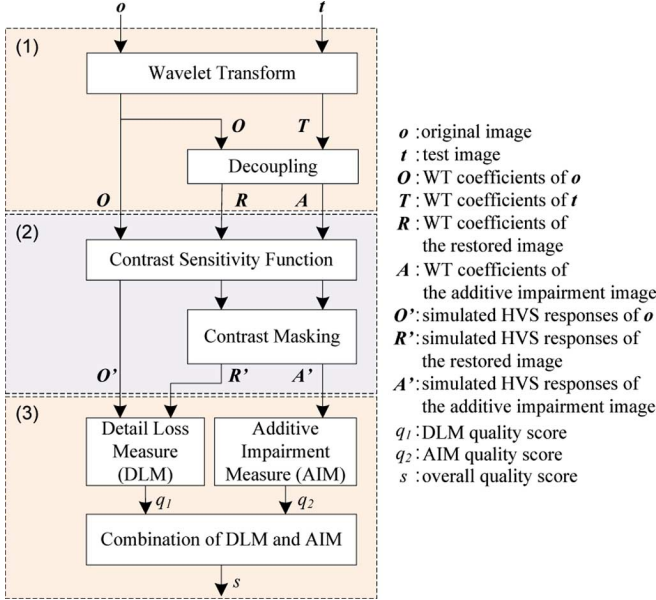 o
t
(1)
Wavelet Transform
O
T
Decoupling
O
R
A
(2)
Contrast Sensitivity Function
Contrast Masking
O’
R’
A’
(3)
Detail Loss
Measure
(DLM)
Additive
Impairment
Measure (AIM)
q1
q2
Combination of DLM and AIM
s
o :original image
t :test image
O :WT coefficients of o
T :WT coefficients of t
R :WT coefficients of
the restored image
A :WT coefficients of
the additive impairment image
O’:simulated HVS responses of o
R’:simulated HVS responses of
the restored image
A’:simulated HVS responses of
the additive impairment image
q1:DLM quality score
q2:AIM quality score
s :overall quality score